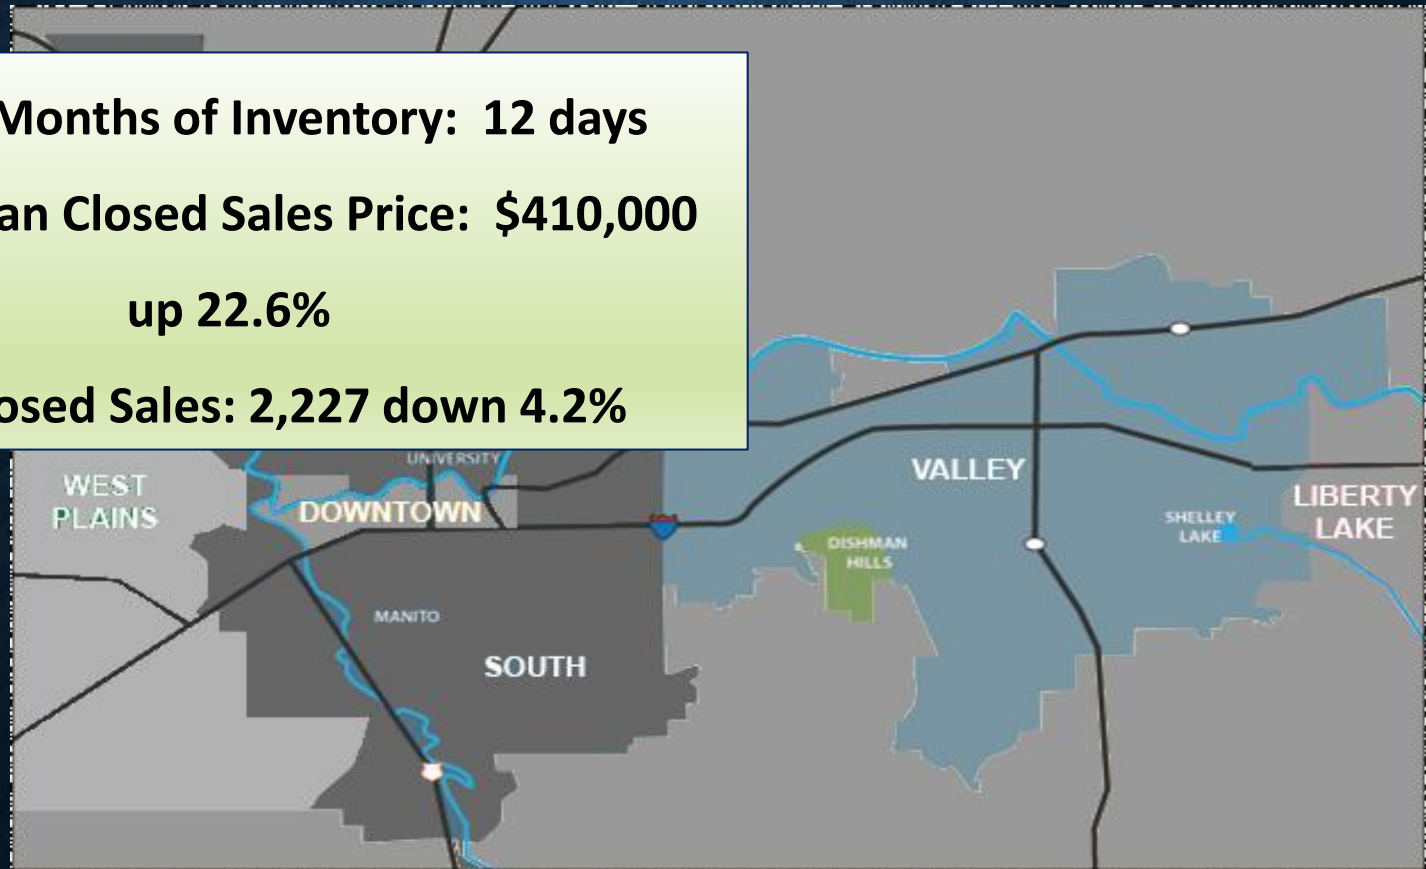 Months of Inventory: 12 days
an Closed Sales Price: $410,000
up 22.6%
osed Sales: 2,227 down 4.2%
UNIVERSITY
WEST
PLAINS
DOWNTOWN
VALLEY
LIBERTY
LAKE
SHELLEY
LAKE
DISHMAN
HILLS
MANITO
SOUTH